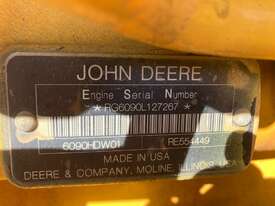 JOHN DEERE
Engine Serial Number
*RG6090L127267*
6090HDW01 RE554449
MADE IN USA
DEERE & COMPANY, MOLINE, ILLINOIS, USA